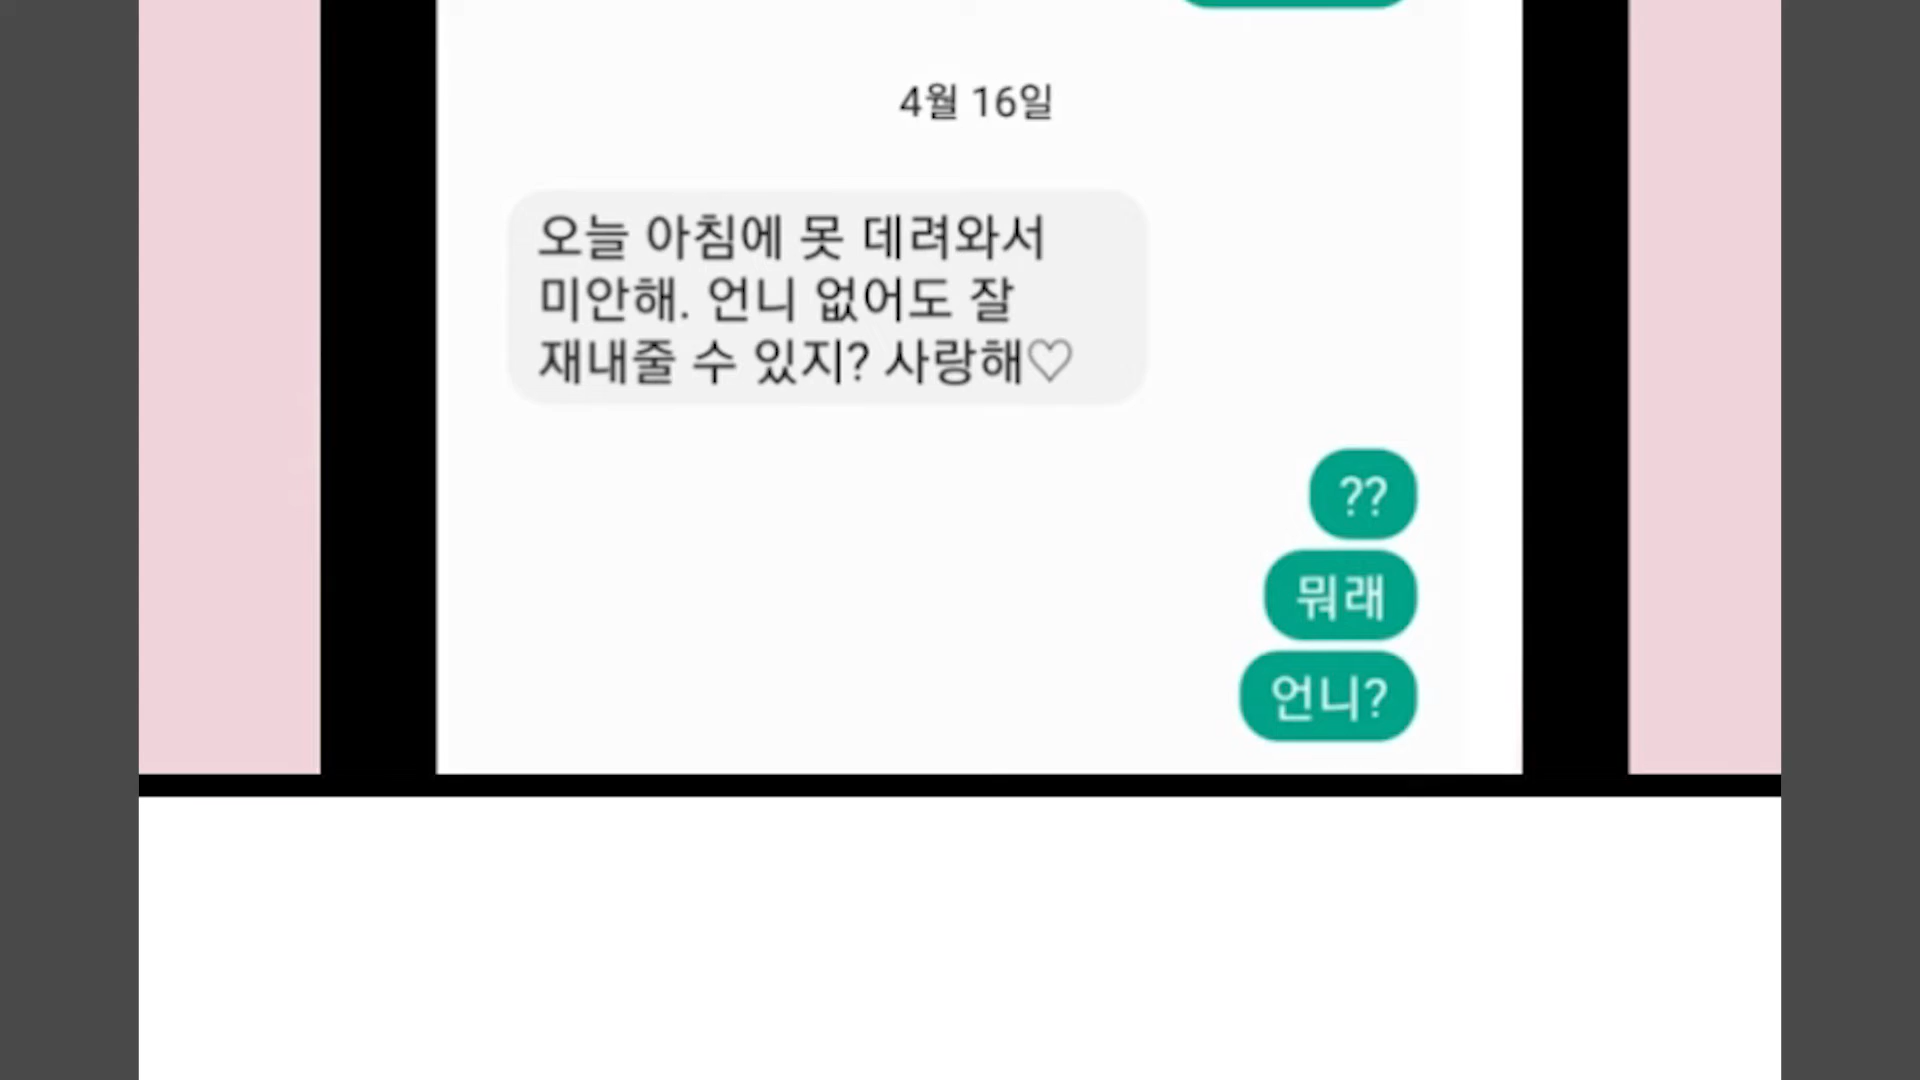 4월 16일
오늘 아침에 못 데려와서
미안해. 언니 없어도 잘
재내줄 수 있지? 사랑해♡
??
뭐래
언니?